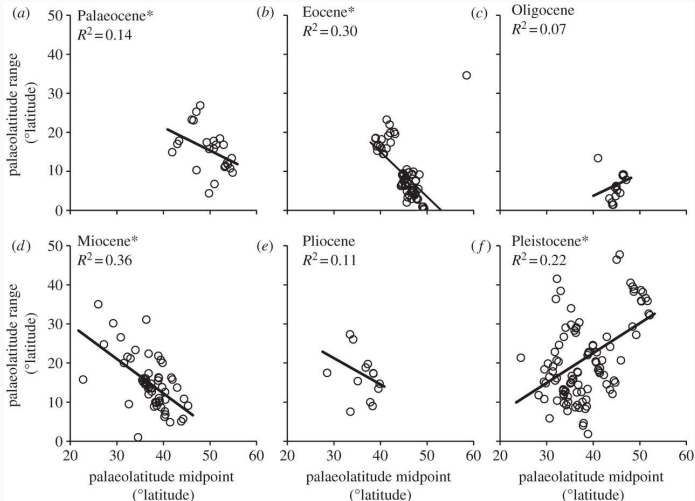 (a) Palaeocene*
R² = 0.14
(b) Eocene*
R² = 0.30
(c) Oligocene
R² = 0.07
palaeolatitude range
(°latitude)
50
40
30
20
10
0
(d) Miocene*
R² = 0.36
(e) Pliocene
R² = 0.11
(f) Pleistocene*
R² = 0.22
palaeolatitude range
(°latitude)
50
40
30
20
10
0
20 30 40 50 60
20 30 40 50 60
20 30 40 50 60
palaeolatitude midpoint
(°latitude)
palaeolatitude midpoint
(°latitude)
palaeolatitude midpoint
(°latitude)